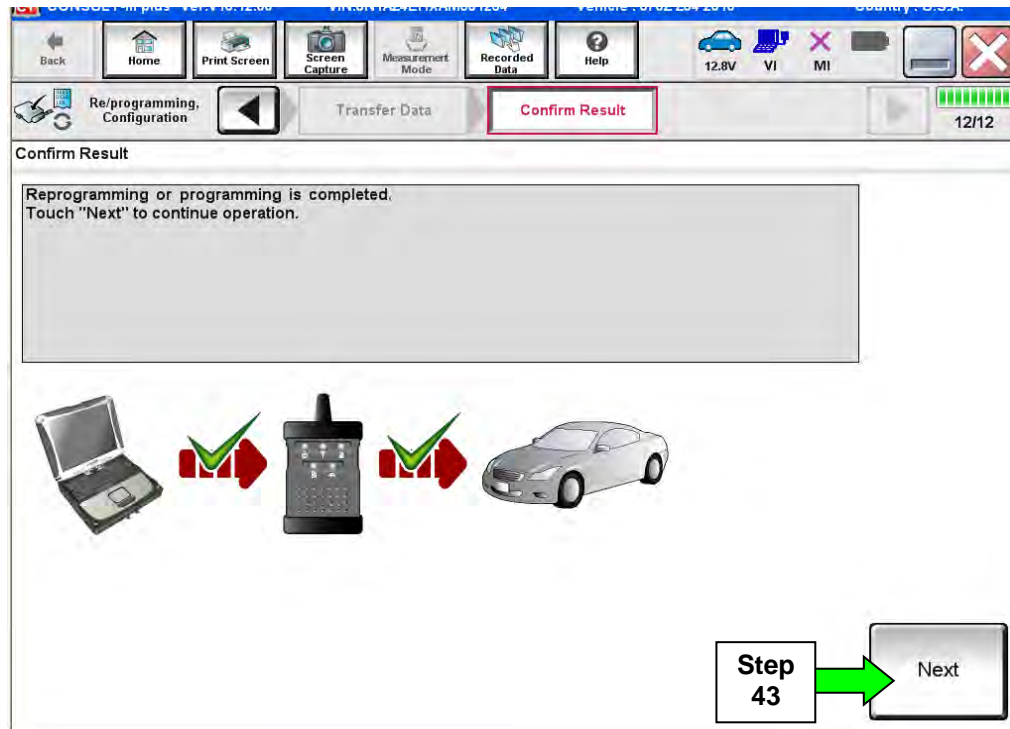 Back
Home
Print Screen
Screen
Capture
Measurement
Mode
Recorded
Data
Help
12.8V
VI
MI
Re/programming,
Configuration
Transfer Data
Confirm Result
12/12
Confirm Result
Reprogramming or programming is completed.
Touch "Next" to continue operation.
Step
43
Next